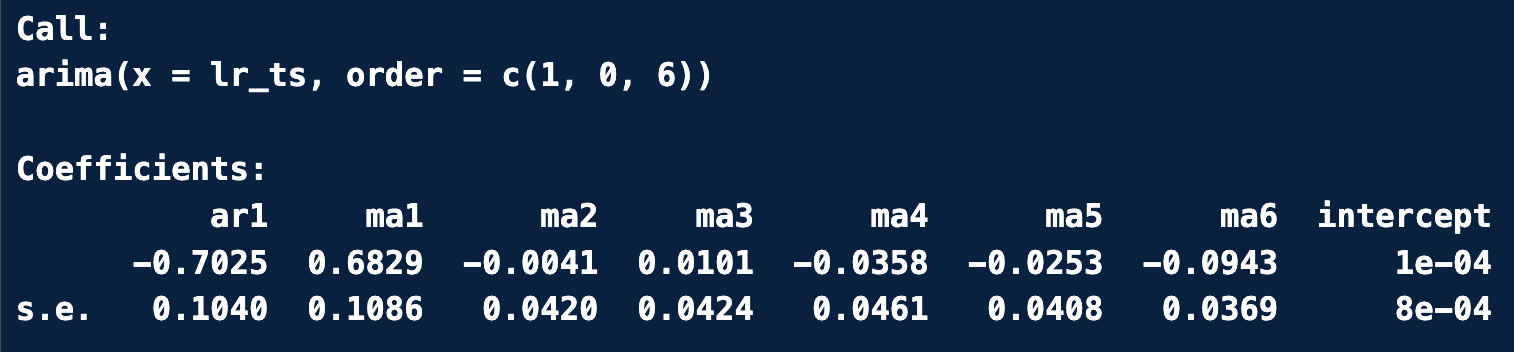 Call:
arima(x = lr_ts, order = c(1, 0, 6))
Coefficients:
ar1 ma1 ma2 ma3 ma4 ma5 ma6 intercept
-0.7025 0.6829 -0.0041 0.0101 -0.0358 -0.0253 -0.0943 1e-04
s.e. 0.1040 0.1086 0.0420 0.0424 0.0461 0.0408 0.0369 8e-04